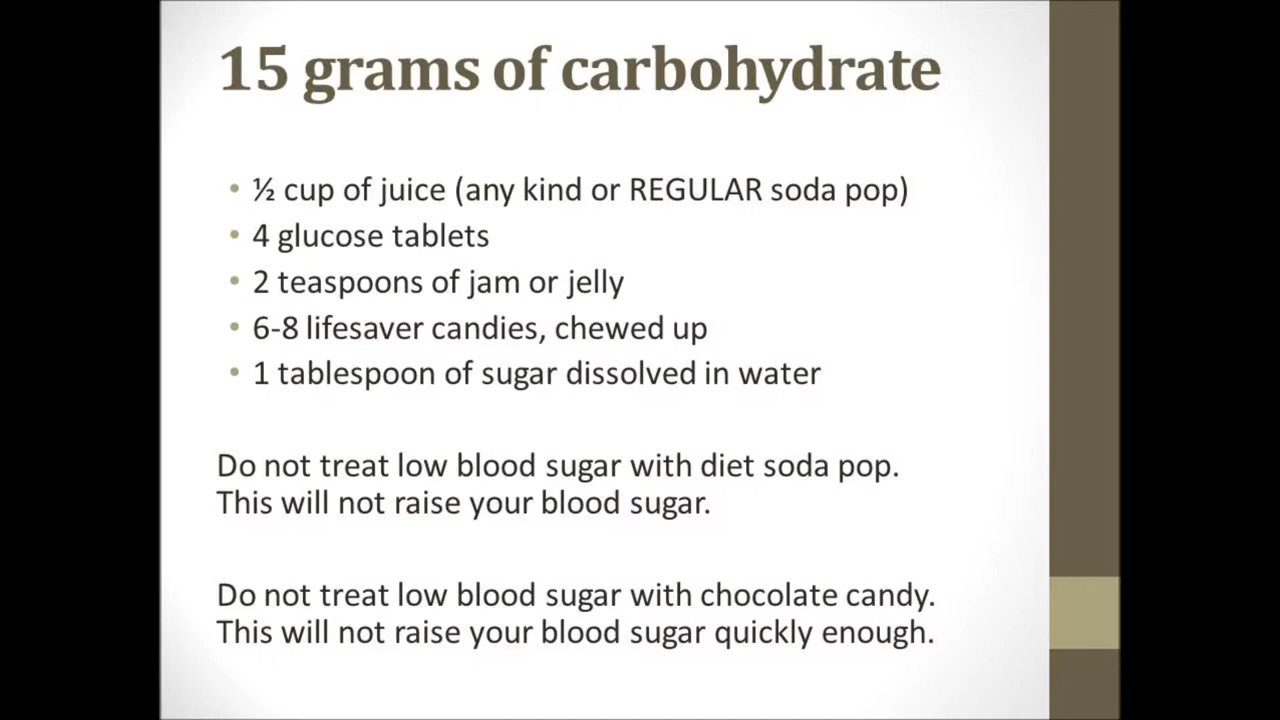 15 grams of carbohydrate
• ½ cup of juice (any kind or REGULAR soda pop)
• 4 glucose tablets
• 2 teaspoons of jam or jelly
• 6-8 lifesaver candies, chewed up
• 1 tablespoon of sugar dissolved in water
Do not treat low blood sugar with diet soda pop.
This will not raise your blood sugar.
Do not treat low blood sugar with chocolate candy.
This will not raise your blood sugar quickly enough.